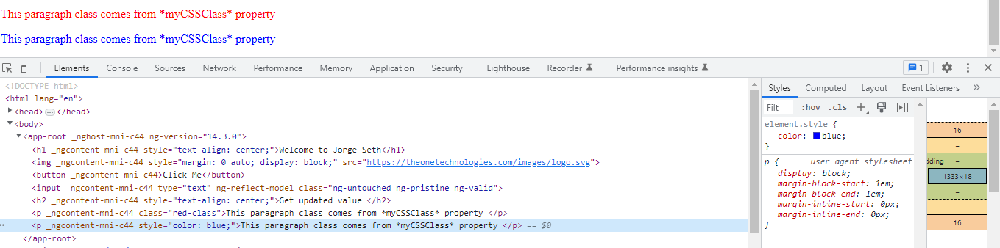 This paragraph class comes from *myCSSClass* property
This paragraph class comes from *myCSSClass* property
Elements Console Sources Network Performance Memory Application Security Lighthouse Recorder Performance insights 1
<!DOCTYPE html>
<html lang="en">
<head> … </head>
<body>
<app-root _nghost-mni-c44 ng-version="14.3.0">
<h1 _ngcontent-mni-c44 style="text-align: center;">Welcome to Jorge Seth</h1>
<img _ngcontent-mni-c44 style="margin: 0 auto; display: block;" src="https://theonetechnologies.com/images/logo.svg">
<button _ngcontent-mni-c44>Click Me</button>
<input _ngcontent-mni-c44 type="text" ng-reflect-model class="ng-untouched ng-pristine ng-valid">
<h2 _ngcontent-mni-c44 style="text-align: center;">Get updated value </h2>
<p _ngcontent-mni-c44 class="red-class">This paragraph class comes from *myCSSClass* property </p>
<p _ngcontent-mni-c44 style="color: blue;">This paragraph class comes from *myCSSClass* property </p> == $0
</app-root>
Styles Computed Layout Event Listeners »
Filt :hov .cls +
element.style {
color: blue;
}
p { user agent stylesheet
display: block;
margin-block-start: 1em;
margin-block-end: 1em;
margin-inline-start: 0px;
margin-inline-end: 0px;
}
16
–
dding –
1333×18
–
–
16